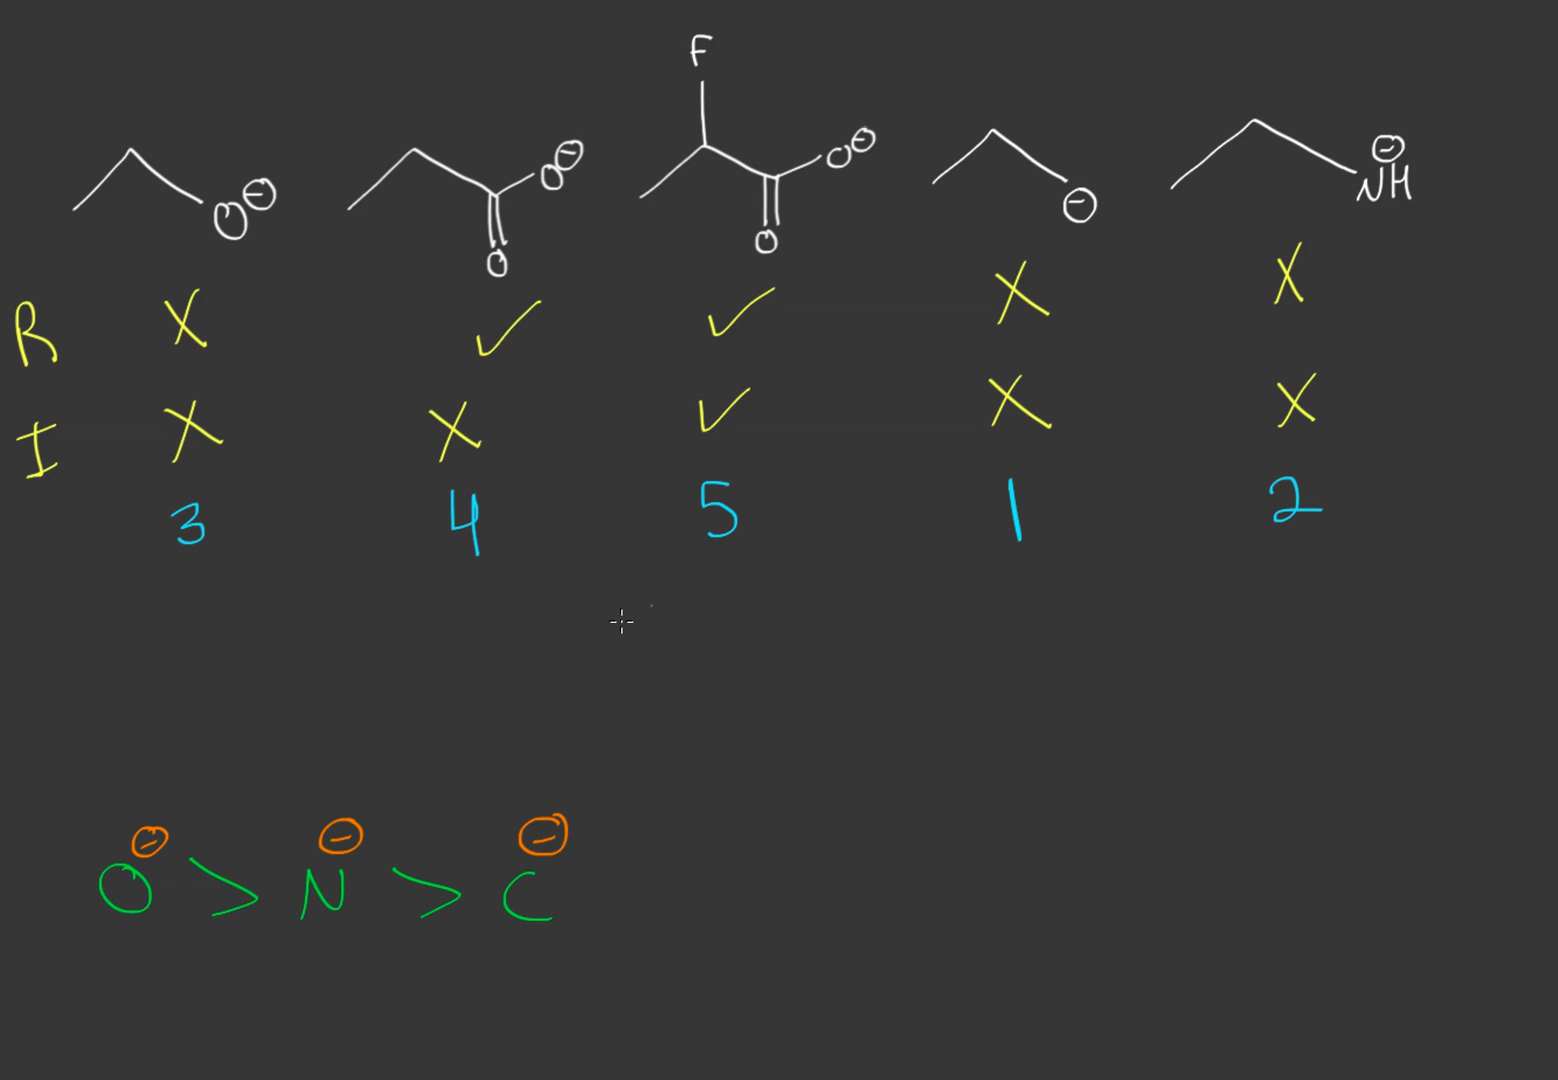 F
O⊖ O⊖ O⊖ ⊖ ⊖
NH
O O
R X ✓ ✓ X X
I X X ✓ X X
3 4 5 1 2
⊖ ⊖ ⊖
O > N > C